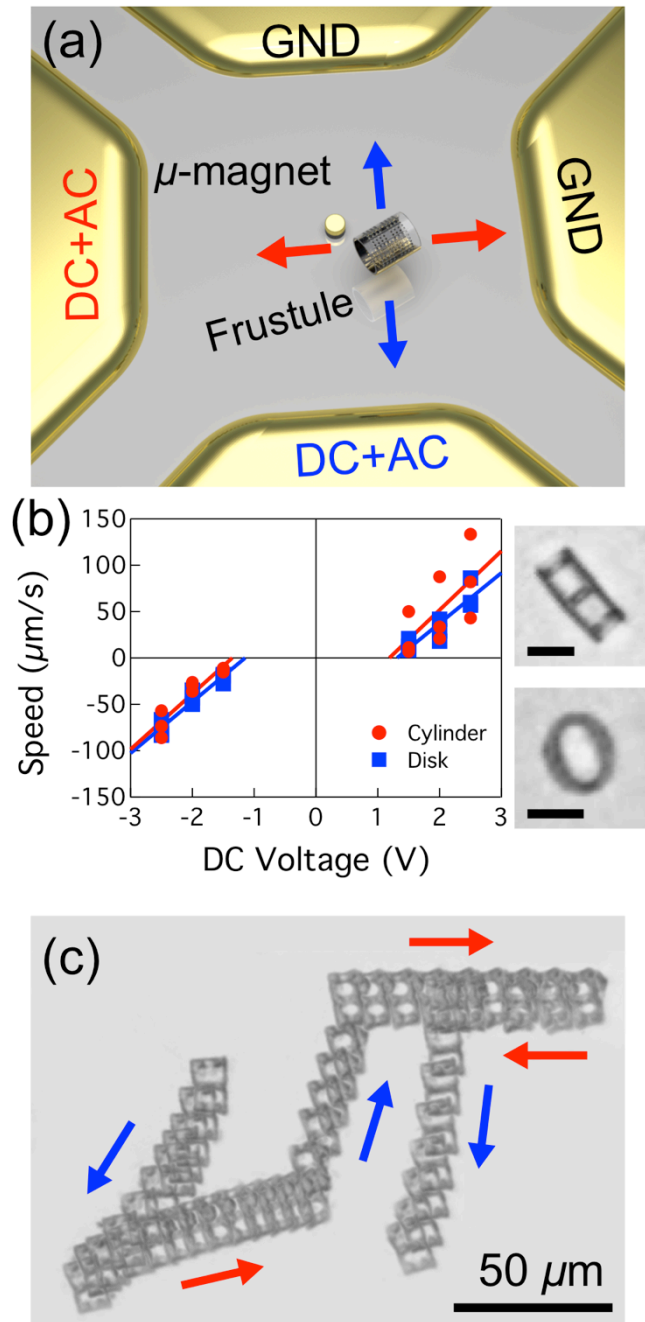 (a)
GND
DC+AC
μ-magnet
GND
Frustule
DC+AC
(b)
150
100
50
0
-50
-100
-150
Speed (μm/s)
Cylinder
Disk
-3 -2 -1 0 1 2 3
DC Voltage (V)
(c)
50 μm